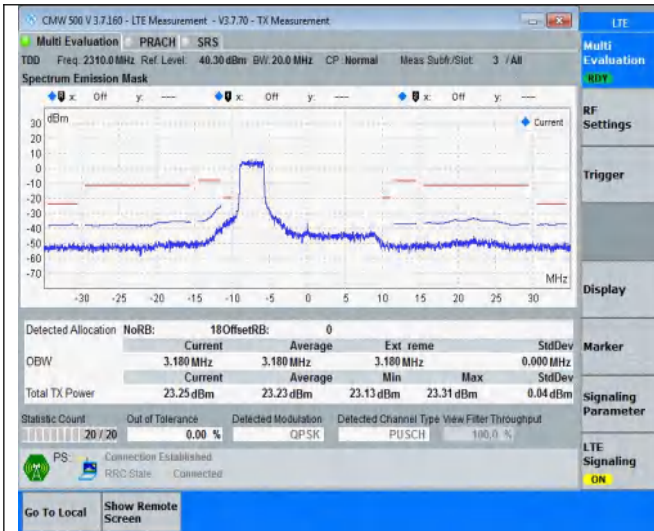 CMW 500 V 3.7.160 - LTE Measurement - V3.7.70 - TX Measurement
LTE
Multi Evaluation PRACH SRS
Multi Evaluation
RDY
TDD Freq: 2310.0 MHz Ref. Level: 40.30 dBm BW: 20.0 MHz CP: Normal Meas Subfr./Slot: 3 / All
Spectrum Emission Mask
x: Off y: --- x: Off y: --- x: Off y: ---
dBm
Current
30
20
10
0
-10
-20
-30
-40
-50
-60
-70
MHz
-30 -25 -20 -15 -10 -5 0 5 10 15 20 25 30
RF Settings
Trigger
Display
Marker
Signaling Parameter
LTE Signaling
ON
Detected Allocation NoRB: 18OffsetRB: 0
Current Average Ext reme StdDev
OBW 3.180 MHz 3.180 MHz 3.180 MHz 0.000 MHz
Current Average Min Max StdDev
Total TX Power 23.25 dBm 23.23 dBm 23.13 dBm 23.31 dBm 0.04 dBm
Statistic Count Out of Tolerance Detected Modulation Detected Channel Type View Filter Throughput
20 / 20 0.00 % QPSK PUSCH 100.0 %
PS: Connection Established
RRC State: Connected
Go To Local
Show Remote Screen